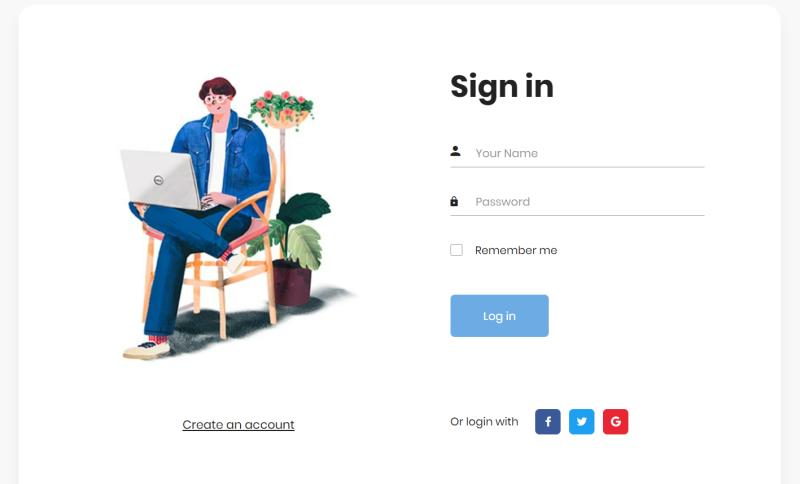 Sign in
Your Name
Password
Remember me
Log in
Create an account
Or login with